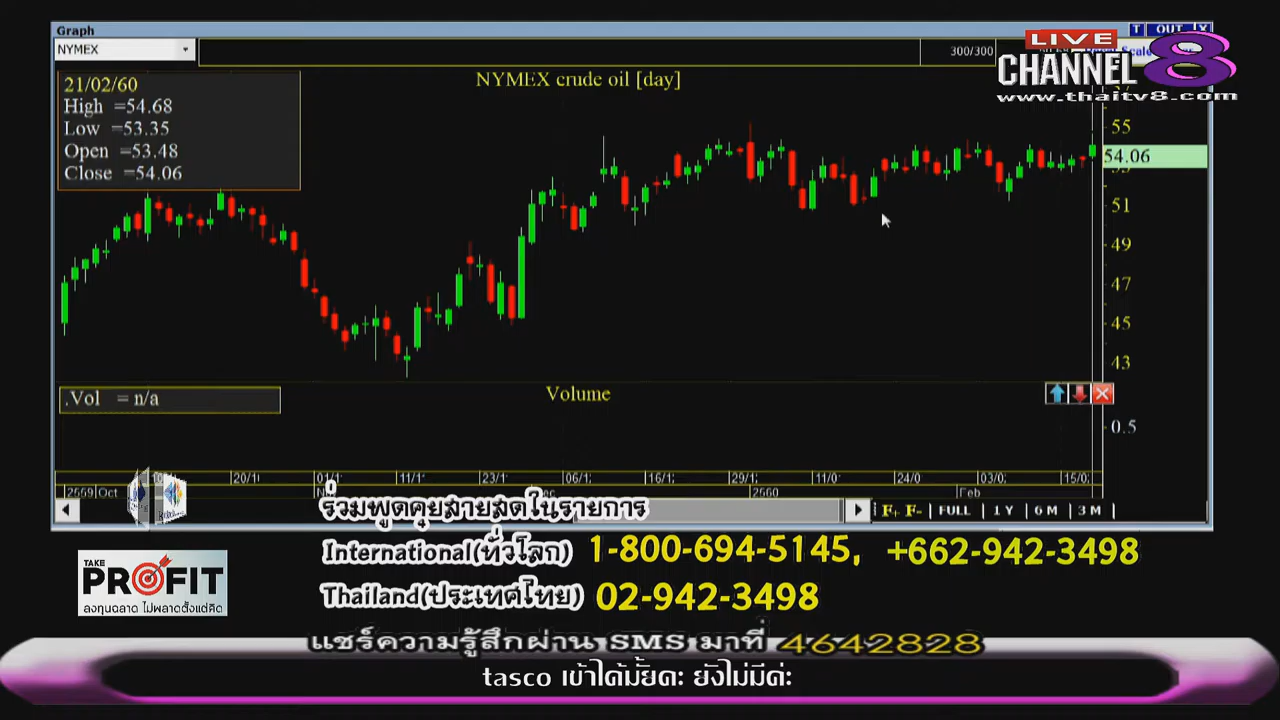 Graph
T OUT X
NYMEX
300/300
LIVE
CHANNEL 8
www.thaitv8.com
NYMEX crude oil [day]
21/02/60
High =54.68
Low =53.35
Open =53.48
Close =54.06
55
54.06
53
51
49
47
45
43
.Vol = n/a
Volume
0.5
20/1 01/1 11/1 23/1 06/1 16/1 29/1 11/0 24/0 03/0 15/0
2559 Oct 2560 Feb
F+ F- FULL 1 Y 6 M 3 M
ร่วมพูดคุยสายสดในรายการ
International(ทั่วโลก) 1-800-694-5145, +662-942-3498
TAKE PROFIT
ลงทุนฉลาด ไม่พลาดตั้งแต่คิด
Thailand(ประเทศไทย) 02-942-3498
แชร์ความรู้สึกผ่าน SMS มาที่ 4642828
tasco เข้าได้มั้ยคะ ยังไม่มีค่ะ